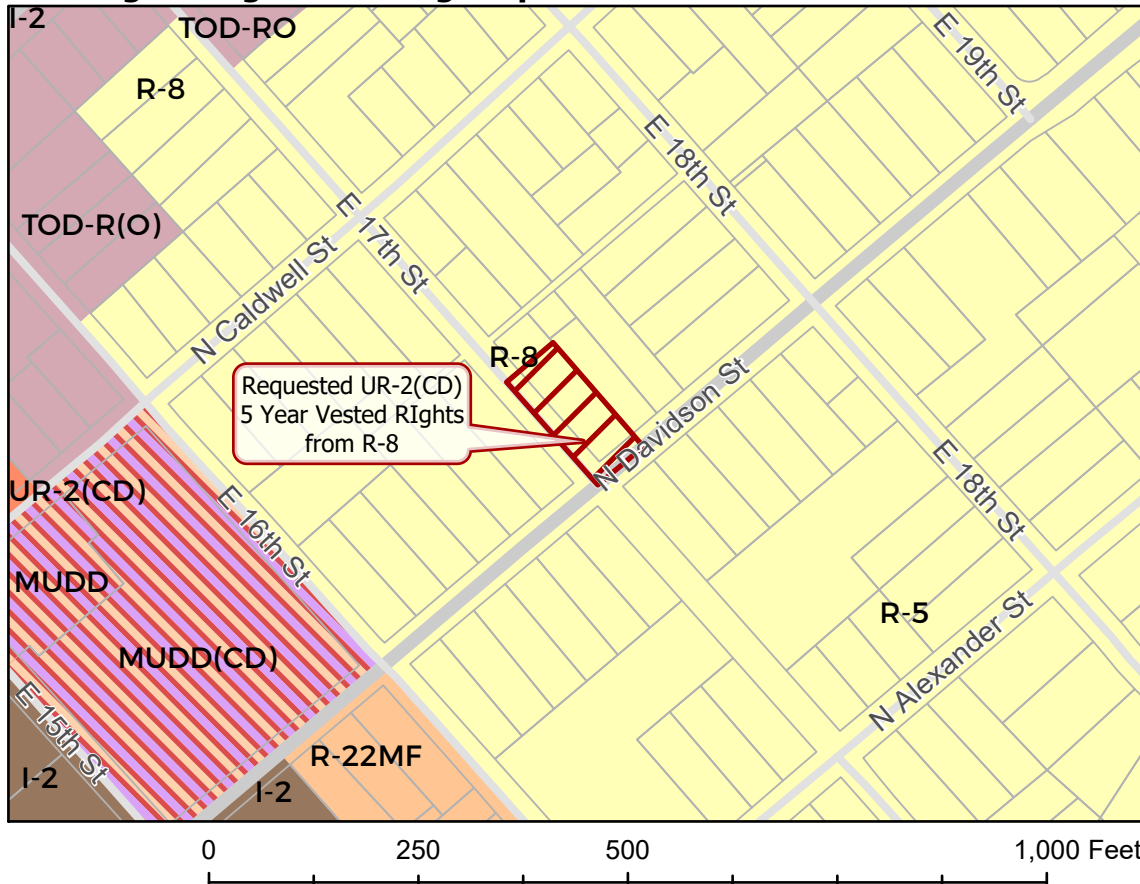 I-2
TOD-RO
R-8
E 19th St
E 18th St
TOD-R(O)
E 17th St
N Caldwell St
R-8
Requested UR-2(CD)
5 Year Vested RIghts
from R-8
N Davidson St
UR-2(CD)
E 16th St
E 18th St
MUDD
R-5
MUDD(CD)
N Alexander St
E 15th St
R-22MF
I-2
I-2
0 250 500 1,000 Feet